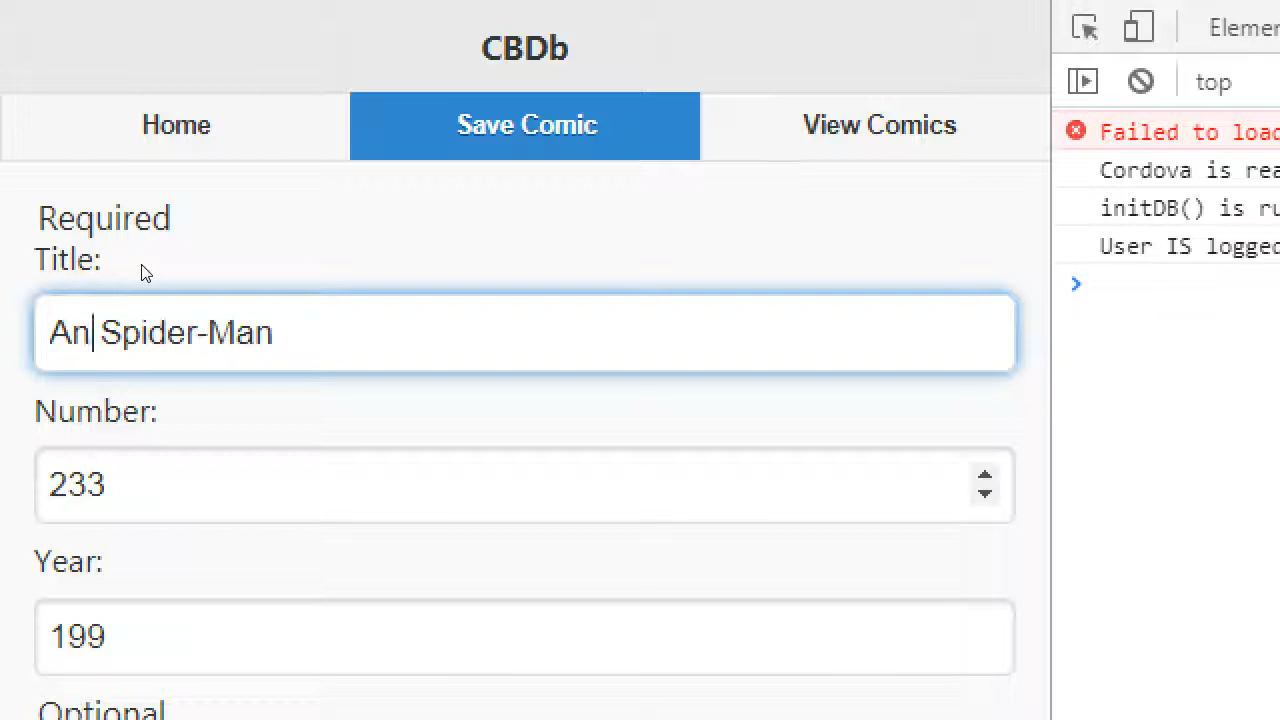 CBDb
Home
Save Comic
View Comics
Required
Title:
An Spider-Man
Number:
233
Year:
199
Optional
Elemen
top
Failed to load
Cordova is rea
initDB() is ru
User IS logged